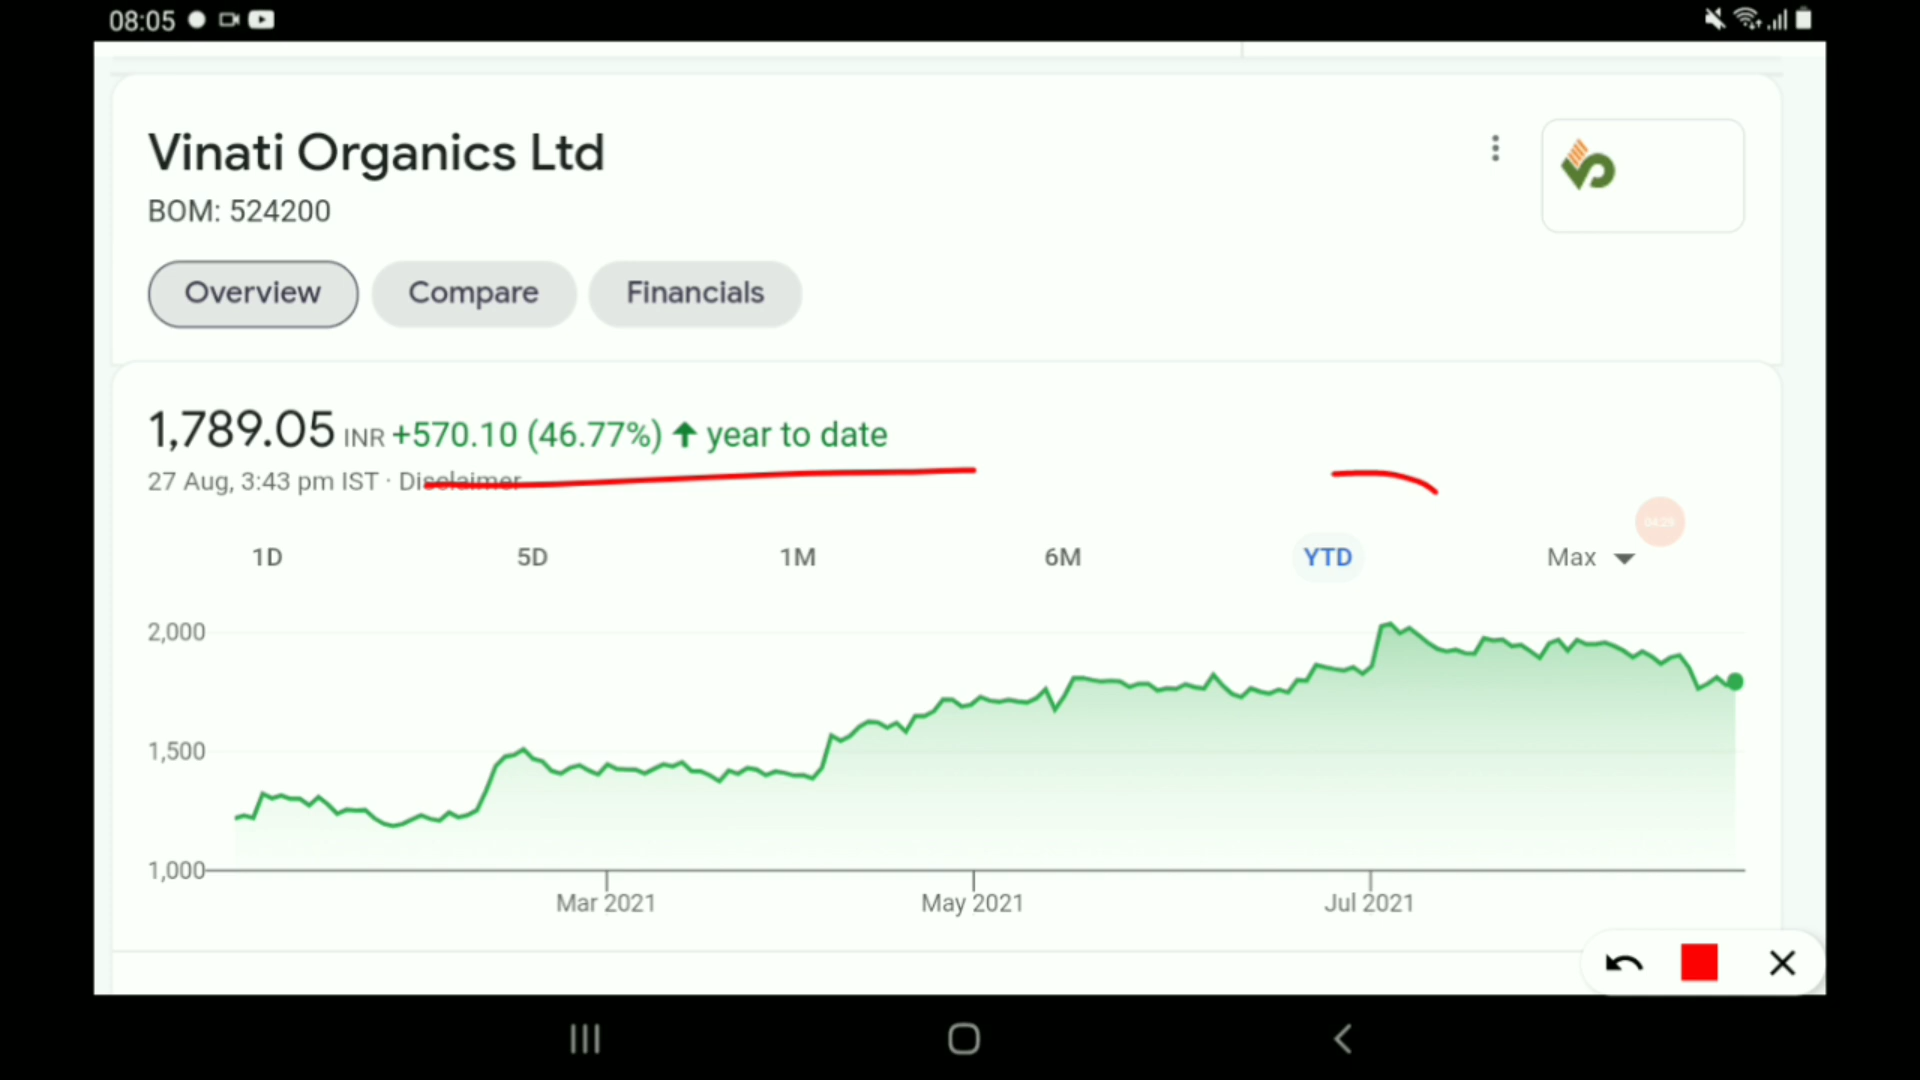 08:05
Vinati Organics Ltd
BOM: 524200
Overview Compare Financials
1,789.05 INR +570.10 (46.77%) ↑ year to date
27 Aug, 3:43 pm IST · Disclaimer
04:26
1D 5D 1M 6M YTD Max
2,000
1,500
1,000
Mar 2021 May 2021 Jul 2021